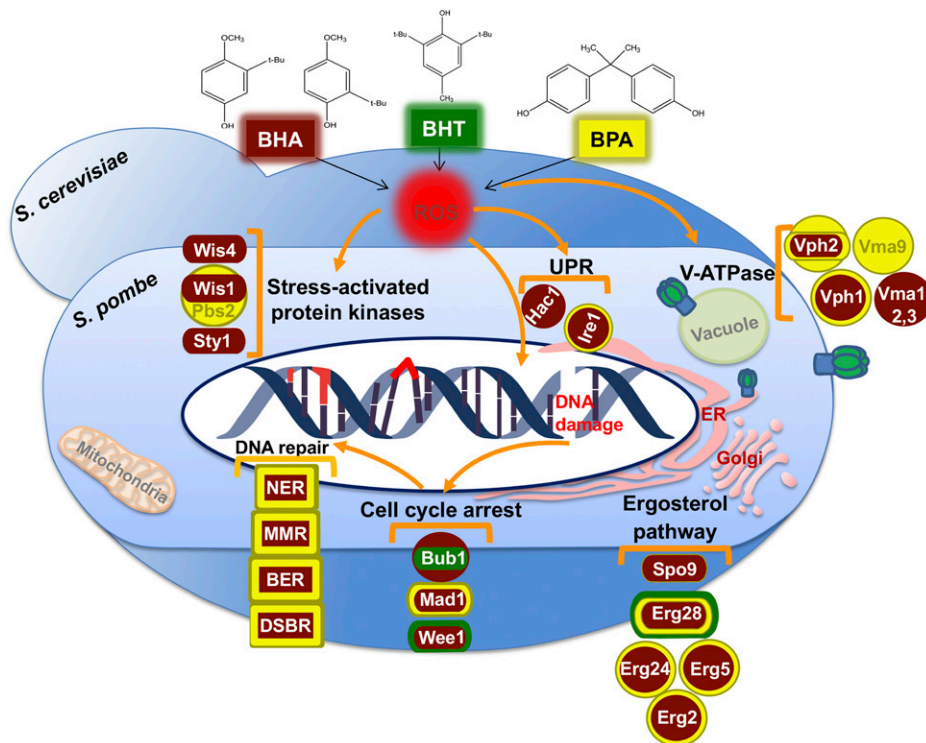 OH
OCH₃
OCH₃
t-Bu
t-Bu
t-Bu
t-Bu
H₃C
CH₃
CH₃
HO
OH
OH
OH
BHA
BHT
BPA
S. cerevisiae
ROS
S. pombe
Wis4
Wis1
Pbs2
Sty1
Stress-activated
protein kinases
UPR
Hac1
Ire1
V-ATPase
Vacuole
Vph2
Vma9
Vph1
Vma1
2,3
DNA
damage
ER
Golgi
Mitochondria
DNA repair
NER
MMR
BER
DSBR
Cell cycle arrest
Bub1
Mad1
Wee1
Ergosterol
pathway
Spo9
Erg28
Erg24
Erg5
Erg2